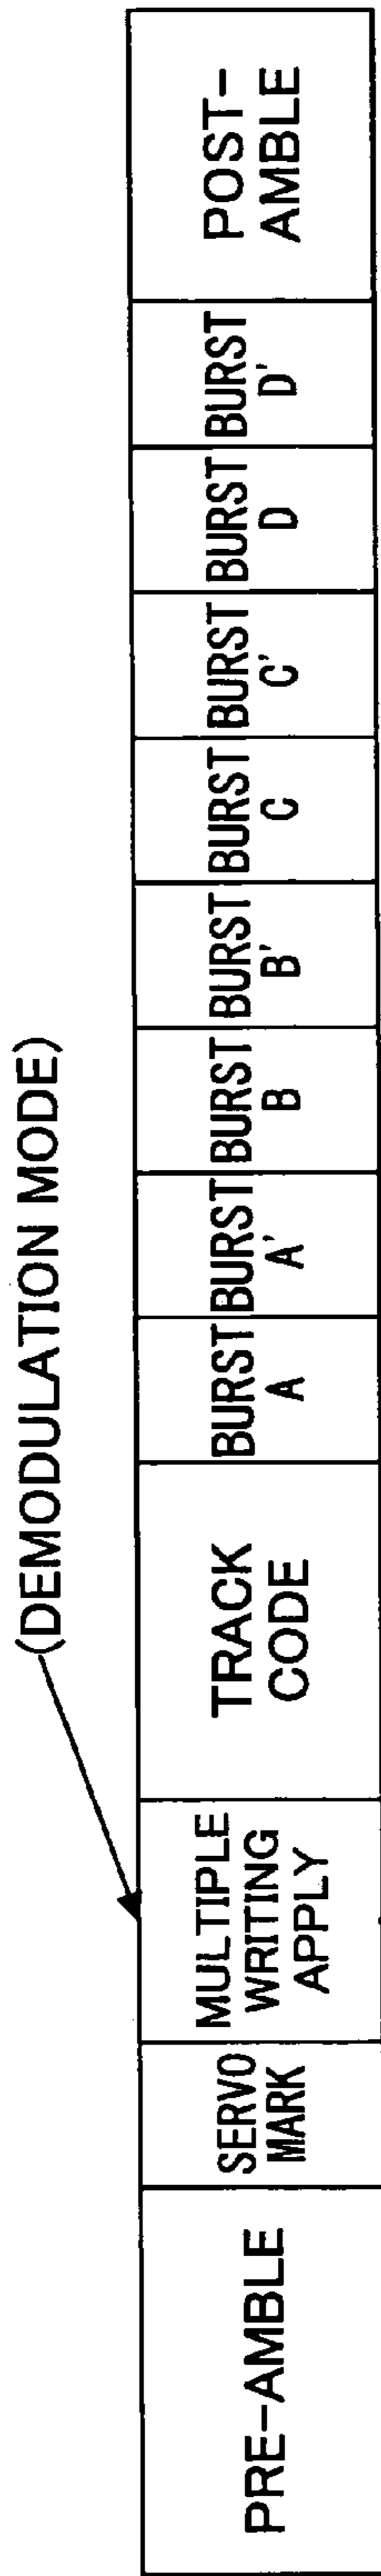 (DEMODULATION MODE)
PRE-AMBLE
SERVO
MARK
MULTIPLE
WRITING
APPLY
TRACK
CODE
BURST
A
BURST
A'
BURST
B
BURST
B'
BURST
C
BURST
C'
BURST
D
BURST
D'
POST-
AMBLE